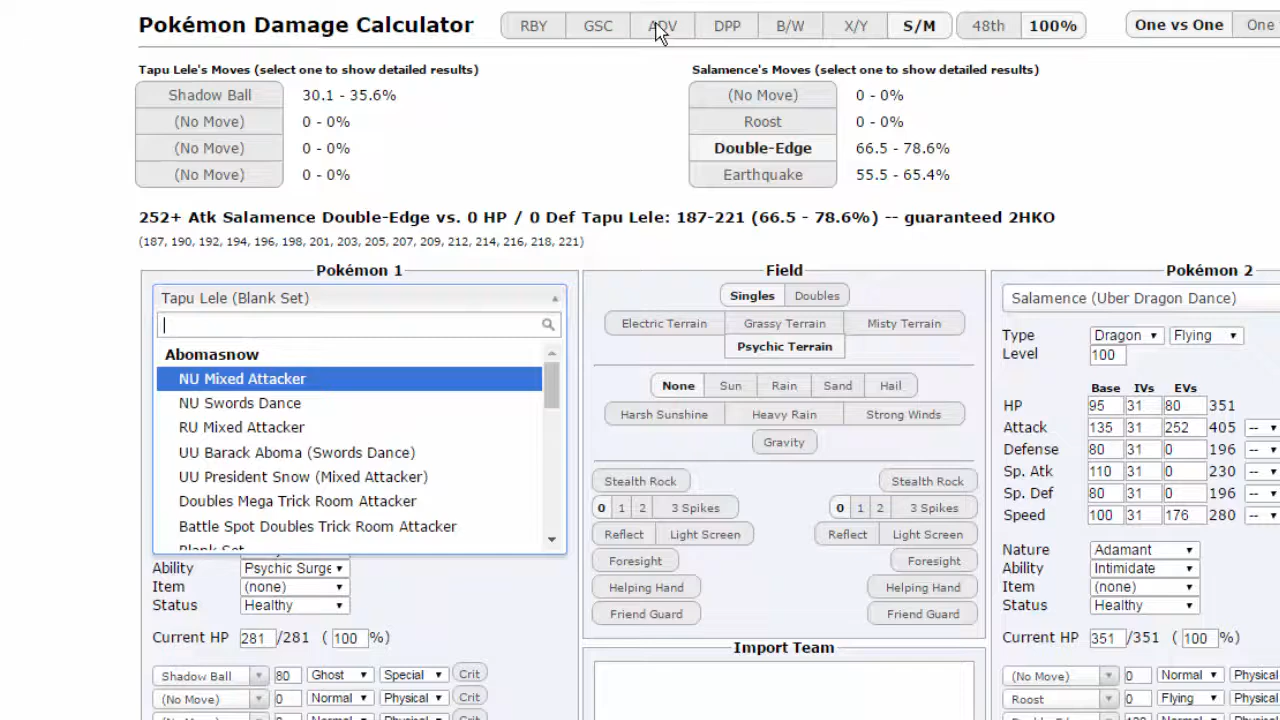 Pokémon Damage Calculator RBY GSC ADV DPP B/W X/Y S/M 48th 100% One vs One One
Tapu Lele's Moves (select one to show detailed results) Salamence's Moves (select one to show detailed results)
Shadow Ball 30.1 - 35.6% (No Move) 0 - 0%
(No Move) 0 - 0% Roost 0 - 0%
(No Move) 0 - 0% Double-Edge 66.5 - 78.6%
(No Move) 0 - 0% Earthquake 55.5 - 65.4%
252+ Atk Salamence Double-Edge vs. 0 HP / 0 Def Tapu Lele: 187-221 (66.5 - 78.6%) -- guaranteed 2HKO
(187, 190, 192, 194, 196, 198, 201, 203, 205, 207, 209, 212, 214, 216, 218, 221)
Pokémon 1
Tapu Lele (Blank Set)
Abomasnow
NU Mixed Attacker
NU Swords Dance
RU Mixed Attacker
UU Barack Aboma (Swords Dance)
UU President Snow (Mixed Attacker)
Doubles Mega Trick Room Attacker
Battle Spot Doubles Trick Room Attacker
Blank Set
Ability Psychic Surge
Item (none)
Status Healthy
Current HP 281 /281 ( 100 %)
Shadow Ball 80 Ghost Special Crit
(No Move) 0 Normal Physical Crit
(No Move) 0 Normal Physical
Field
Singles Doubles
Electric Terrain Grassy Terrain Misty Terrain
Psychic Terrain
None Sun Rain Sand Hail
Harsh Sunshine Heavy Rain Strong Winds
Gravity
Stealth Rock Stealth Rock
0 1 2 3 Spikes 0 1 2 3 Spikes
Reflect Light Screen Reflect Light Screen
Foresight Foresight
Helping Hand Helping Hand
Friend Guard Friend Guard
Import Team
Pokémon 2
Salamence (Uber Dragon Dance)
Type Dragon Flying
Level 100
Base IVs EVs
HP 95 31 80 351
Attack 135 31 252 405 --
Defense 80 31 0 196 --
Sp. Atk 110 31 0 230 --
Sp. Def 80 31 0 196 --
Speed 100 31 176 280 --
Nature Adamant
Ability Intimidate
Item (none)
Status Healthy
Current HP 351 /351 ( 100 %)
(No Move) 0 Normal Physical
Roost 0 Flying Physical